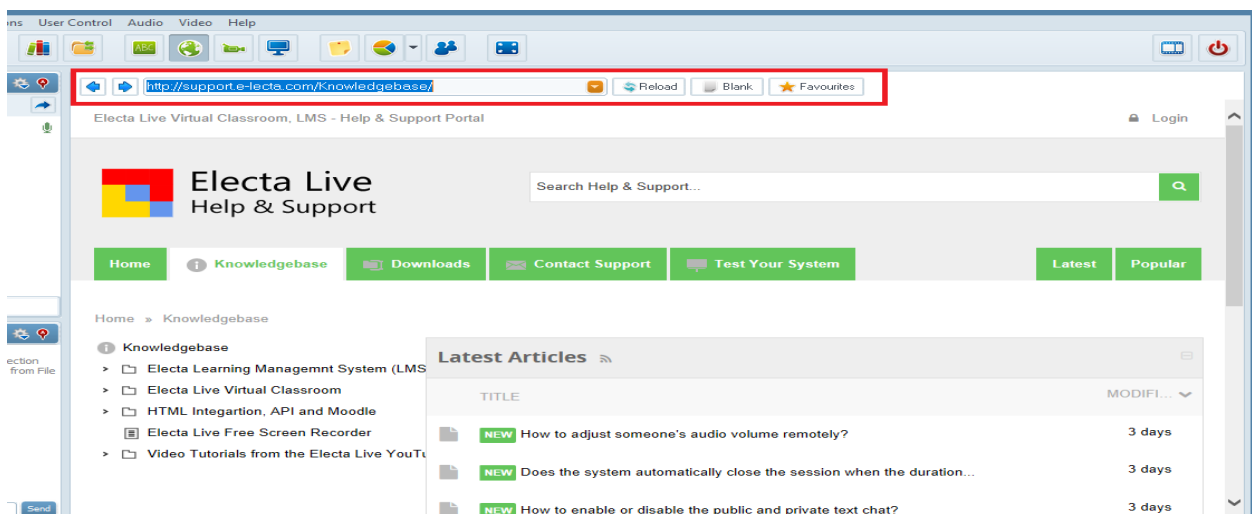 ons User Control Audio Video Help
ABC
http://support.e-lecta.com/Knowledgebase/ Reload Blank Favourites
Electa Live Virtual Classroom, LMS - Help & Support Portal Login
Electa Live
Help & Support
Search Help & Support...
Home Knowledgebase Downloads Contact Support Test Your System Latest Popular
Home » Knowledgebase
Knowledgebase
Electa Learning Managemnt System (LMS
Electa Live Virtual Classroom
HTML Integartion, API and Moodle
Electa Live Free Screen Recorder
Video Tutorials from the Electa Live YouTu
Latest Articles
TITLE MODIFI...
NEW How to adjust someone's audio volume remotely? 3 days
NEW Does the system automatically close the session when the duration... 3 days
NEW How to enable or disable the public and private text chat? 3 days
ection
from File
Send